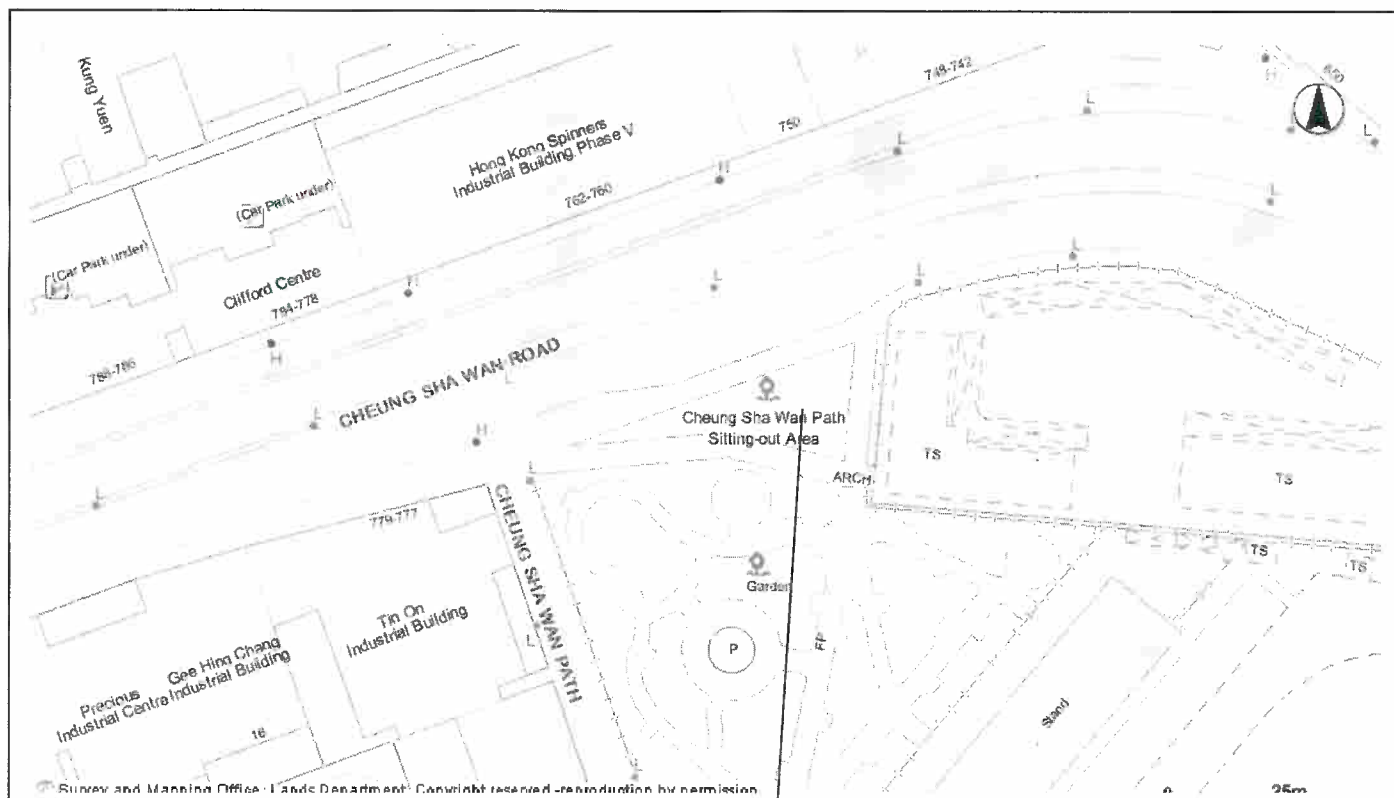 Kung Yuen
748-742
H
L
L
750
L
Hong Kong Spinners
Industrial Building Phase V
H
(Car Park under)
762-760
L
(Car Park under)
L
Clifford Centre
H
L
L
784-778
H
788-786
CHEUNG SHA WAN ROAD
L
Cheung Sha Wan Path
Sitting-out Area
L
H
TS
L
ARCH
TS
L
779-777
CHEUNG SHA WAN PATH
TS
TS
Garden
Tin On
Industrial Building
L
FP
P
Gee Hing Chang
Industrial Building
Precious
Industrial Centre
Stand
16
L
Survey and Mapping Office, Lands Department, Copyright reserved -reproduction by permission
0
25m